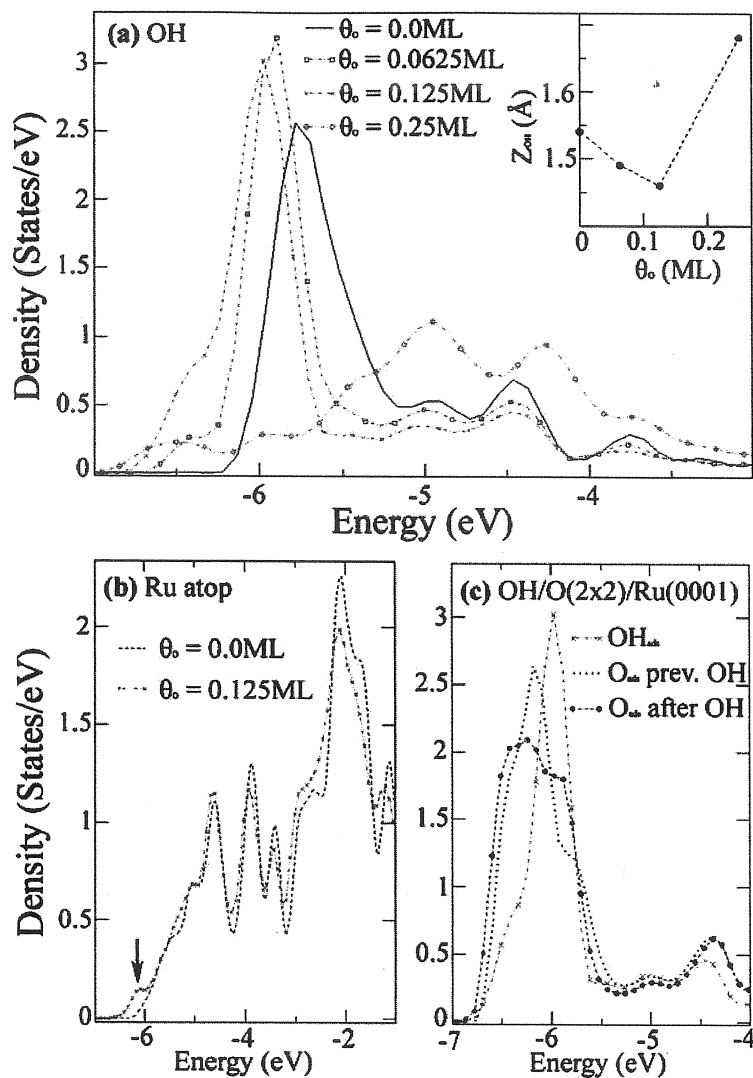 (a) OH
θₒ = 0.0ML
θₒ = 0.0625ML
θₒ = 0.125ML
θₒ = 0.25ML
3
2.5
2
1.5
1
0.5
0
Density (States/eV)
-6
-5
-4
Energy (eV)
1.6
1.5
Z_OH (Å)
0
0.1
0.2
θₒ (ML)
(b) Ru atop
θₒ = 0.0ML
θₒ = 0.125ML
2
1.5
1
0.5
0
Density (States/eV)
-6
-4
-2
Energy (eV)
(c) OH/O(2x2)/Ru(0001)
OH_ads
O_ads prev. OH
O_ads after OH
3
2.5
2
1.5
1
0.5
0
-7
-6
-5
-4
Energy (eV)